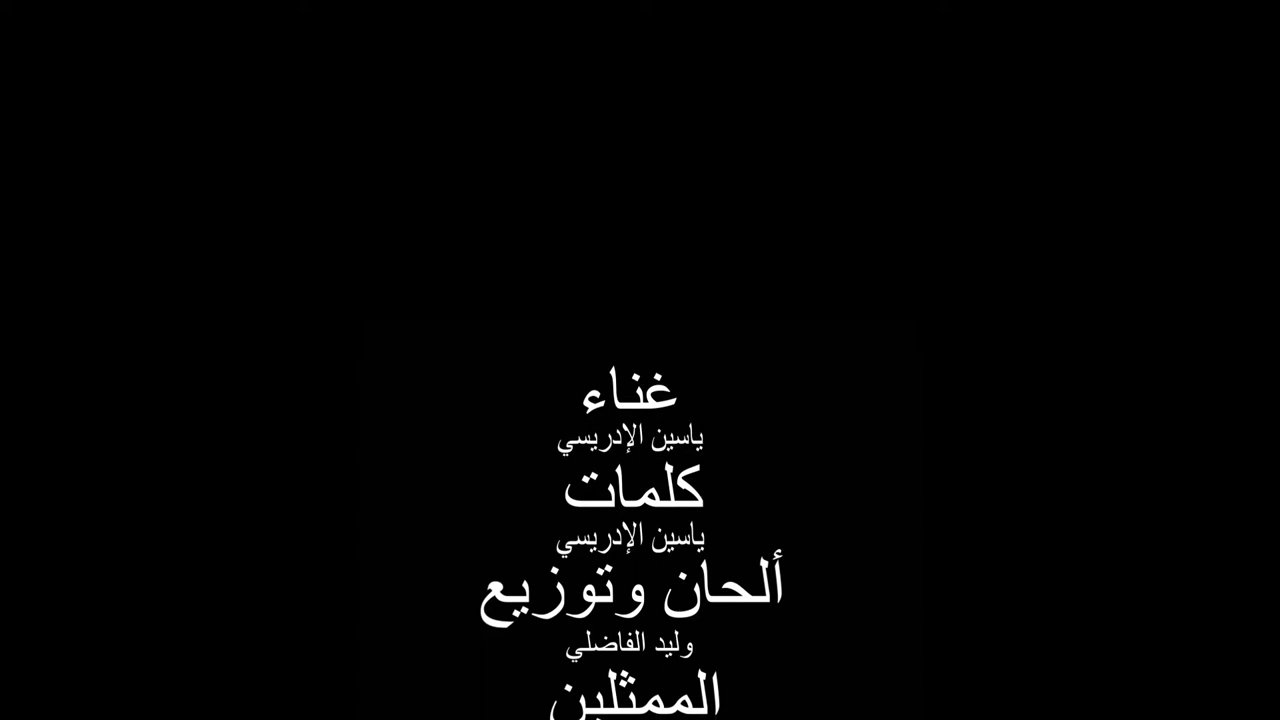 غناء
ياسين الإدريسي
كلمات
ياسين الإدريسي
ألحان وتوزيع
وليد الفاضلي
الممثلين